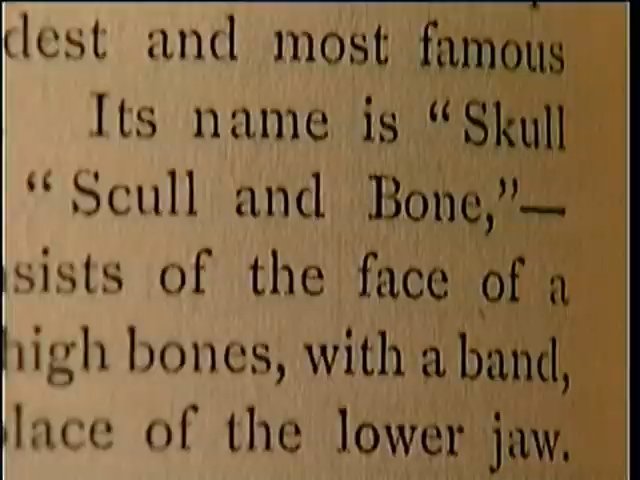 dest and most famous
Its name is “Skull
“Scull and Bone,”—
sists of the face of a
high bones, with a band,
lace of the lower jaw.